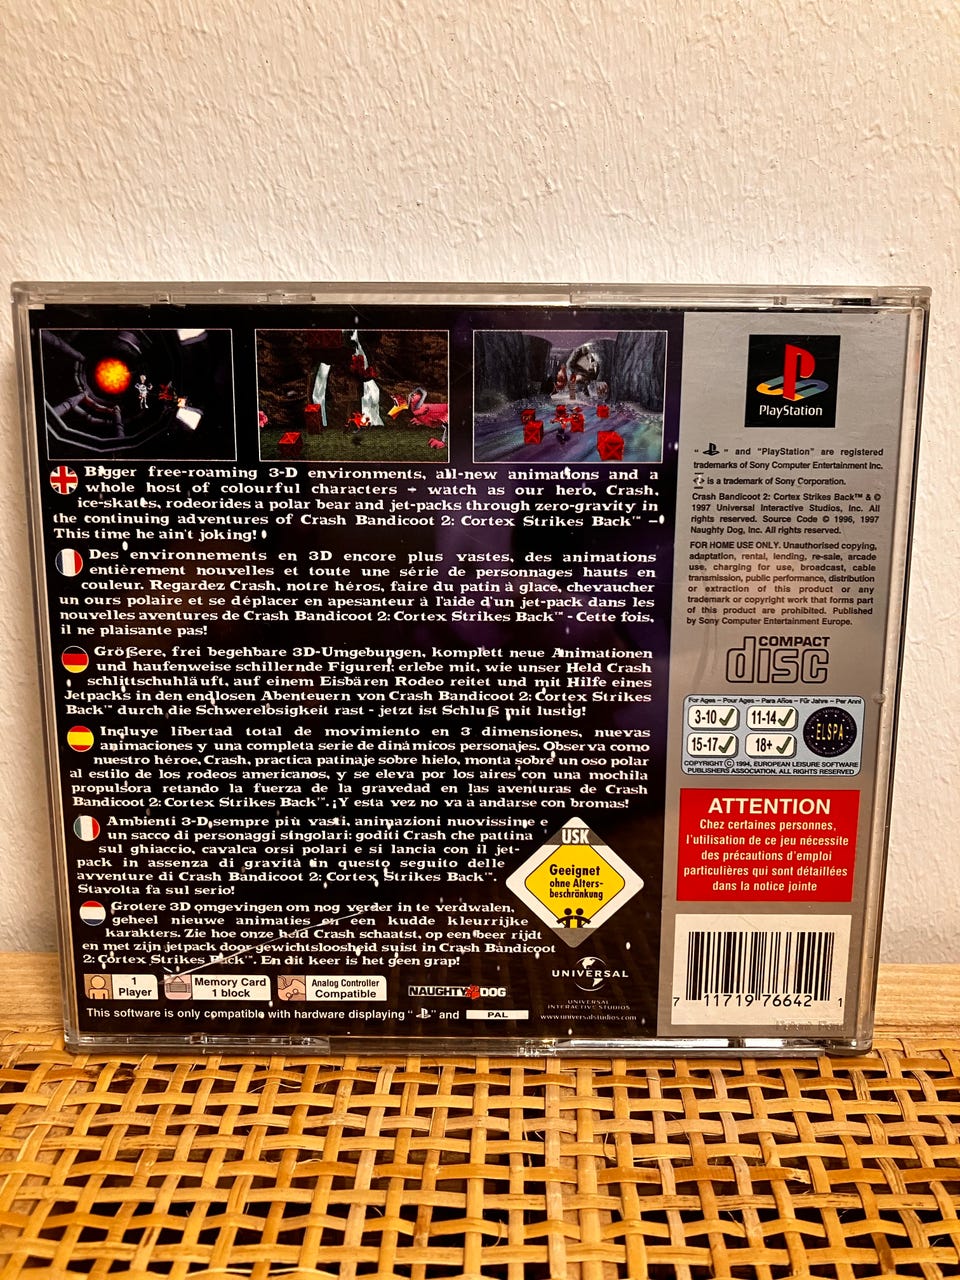 Bigger free-roaming 3-D environments, all-new animations and a
whole host of colourful characters - watch as our hero, Crash,
ice-skates, rodeorides a polar bear and jet-packs through zero-gravity in
the continuing adventures of Crash Bandicoot 2: Cortex Strikes Back™ –
This time he ain't joking!
Des environnements en 3D encore plus vastes, des animations
entièrement nouvelles et toute une série de personnages hauts en
couleur. Regardez Crash, notre héros, faire du patin à glace, chevaucher
un ours polaire et se déplacer en apesanteur à l'aide d'un jet-pack dans les
nouvelles aventures de Crash Bandicoot 2: Cortex Strikes Back™ - Cette fois,
il ne plaisante pas!
Größere, frei begehbare 3D-Umgebungen, komplett neue Animationen
und haufenweise schillernde Figuren: erlebe mit, wie unser Held Crash
schlittschuhläuft, auf einem Eisbären Rodeo reitet und mit Hilfe eines
Jetpacks in den endlosen Abenteuern von Crash Bandicoot 2: Cortex Strikes
Back™ durch die Schwerelosigkeit rast - jetzt ist Schluß mit lustig!
Incluye libertad total de movimiento en 3 dimensiones, nuevas
animaciones y una completa serie de dinámicos personajes. Observa como
nuestro héroe, Crash, practica patinaje sobre hielo, monta sobre un oso polar
al estilo de los rodeos americanos, y se eleva por los aires con una mochila
propulsora retando la fuerza de la gravedad en las aventuras de Crash
Bandicoot 2: Cortex Strikes Back™. ¡Y esta vez no va a andarse con bromas!
Ambienti 3-D sempre più vasti, animazioni nuovissime e
un sacco di personaggi singolari: goditi Crash che pattina
sul ghiaccio, cavalca orsi polari e si lancia con il jet-
pack in assenza di gravità in questo seguito delle
avventure di Crash Bandicoot 2: Cortex Strikes Back™.
Stavolta fa sul serio!
Grotere 3D omgevingen om nog verder in te verdwalen,
geheel nieuwe animaties en een kudde kleurrijke
karakters. Zie hoe onze held Crash schaatst, op een beer rijdt
en met zijn jetpack door gewichtsloosheid suist in Crash Bandicoot
2: Cortex Strikes Back™. En dit keer is het geen grap!
USK
Geeignet
ohne Alters-
beschränkung
1
Player
Memory Card
1 block
Analog Controller
Compatible
NAUGHTY DOG
UNIVERSAL
UNIVERSAL
INTERACTIVE STUDIOS
www.universalstudios.com
This software is only compatible with hardware displaying " " and PAL
PlayStation
" " and "PlayStation" are registered
trademarks of Sony Computer Entertainment Inc.
is a trademark of Sony Corporation.
Crash Bandicoot 2: Cortex Strikes Back™ & ©
1997 Universal Interactive Studios, Inc. All
rights reserved. Source Code © 1996, 1997
Naughty Dog, Inc. All rights reserved.
FOR HOME USE ONLY. Unauthorised copying,
adaptation, rental, lending, re-sale, arcade
use, charging for use, broadcast, cable
transmission, public performance, distribution
or extraction of this product or any
trademark or copyright work that forms part
of this product are prohibited. Published
by Sony Computer Entertainment Europe.
COMPACT
disc
For Ages – Pour Ages – Para Años – Für Jahre – Per Anni
3-10
11-14
15-17
18+
ELSPA
COPYRIGHT © 1994, EUROPEAN LEISURE SOFTWARE
PUBLISHERS ASSOCIATION. ALL RIGHTS RESERVED
ATTENTION
Chez certaines personnes,
l'utilisation de ce jeu nécessite
des précautions d'emploi
particulières qui sont détaillées
dans la notice jointe
7 11719 76642 1